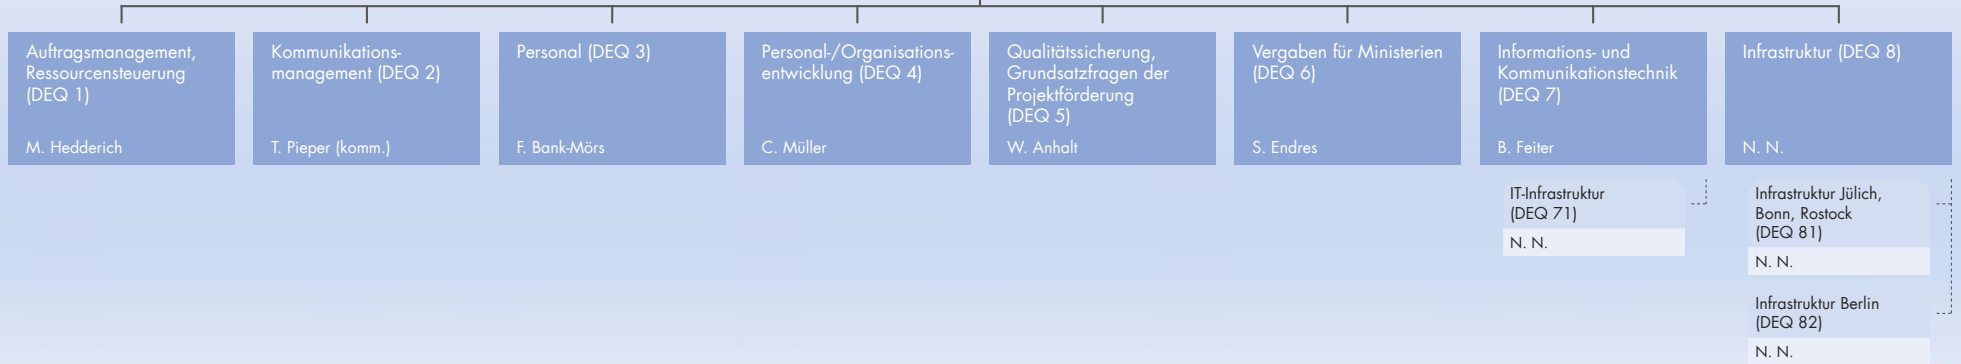 Auftragsmanagement,
Ressourcensteuerung
(DEQ 1)
M. Hedderich
Kommunikations-
management (DEQ 2)
T. Pieper (komm.)
Personal (DEQ 3)
F. Bank-Mörs
Personal-/Organisations-
entwicklung (DEQ 4)
C. Müller
Qualitätssicherung,
Grundsatzfragen der
Projektförderung
(DEQ 5)
W. Anhalt
Vergaben für Ministerien
(DEQ 6)
S. Endres
Informations- und
Kommunikationstechnik
(DEQ 7)
B. Feiter
IT-Infrastruktur
(DEQ 71)
N. N.
Infrastruktur (DEQ 8)
N. N.
Infrastruktur Jülich,
Bonn, Rostock
(DEQ 81)
N. N.
Infrastruktur Berlin
(DEQ 82)
N. N.